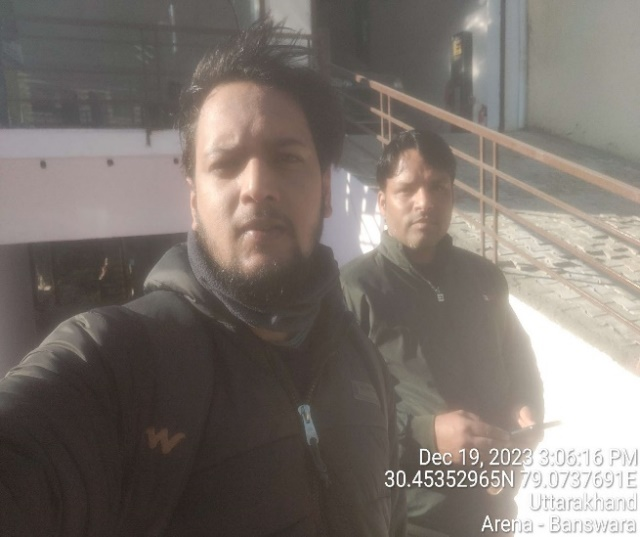 W
Dec 19, 2023 3:06:16 PM
30.45352965N 79.0737691E
Uttarakhand
Arena - Banswara